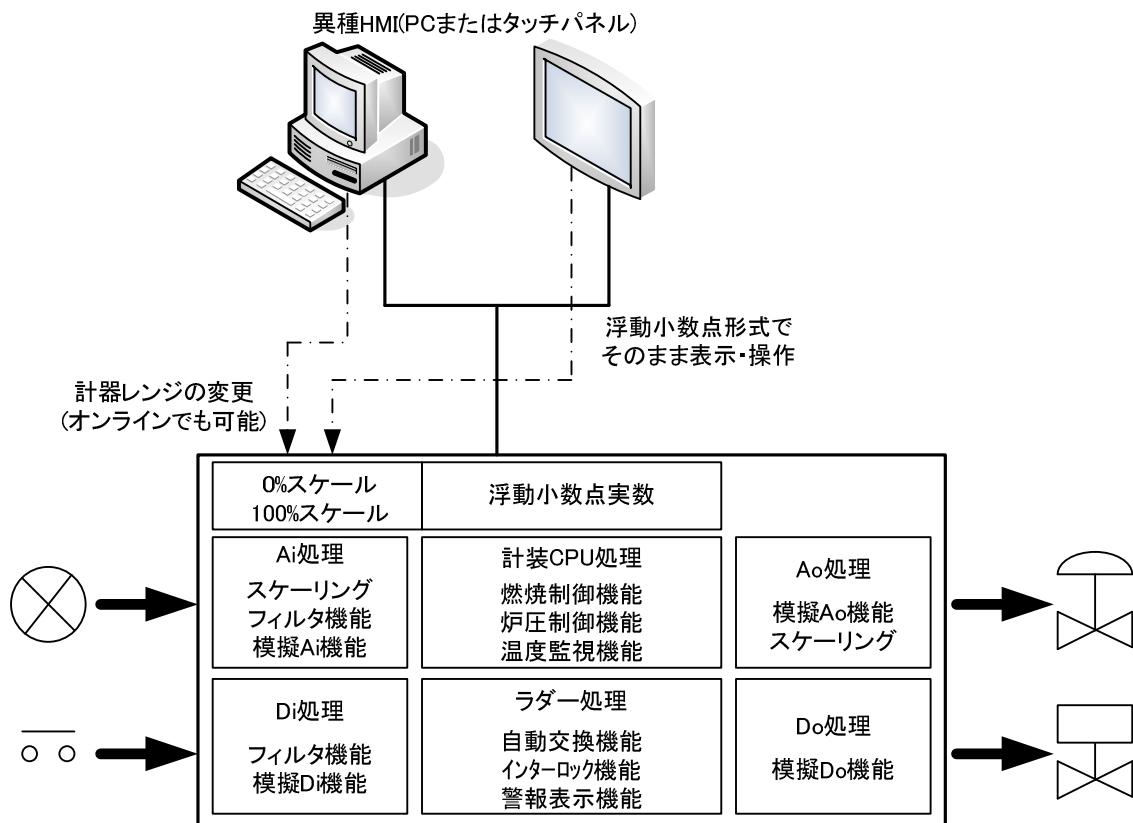 異種HMI(PCまたはタッチパネル)
浮動小数点形式で
そのまま表示・操作
計器レンジの変更
(オンラインでも可能)
0%スケール
100%スケール
浮動小数点実数
Ai処理
スケーリング
フィルタ機能
模擬Ai機能
計装CPU処理
燃焼制御機能
炉圧制御機能
温度監視機能
Ao処理
模擬Ao機能
スケーリング
Di処理
フィルタ機能
模擬Di機能
ラダー処理
自動交換機能
インターロック機能
警報表示機能
Do処理
模擬Do機能